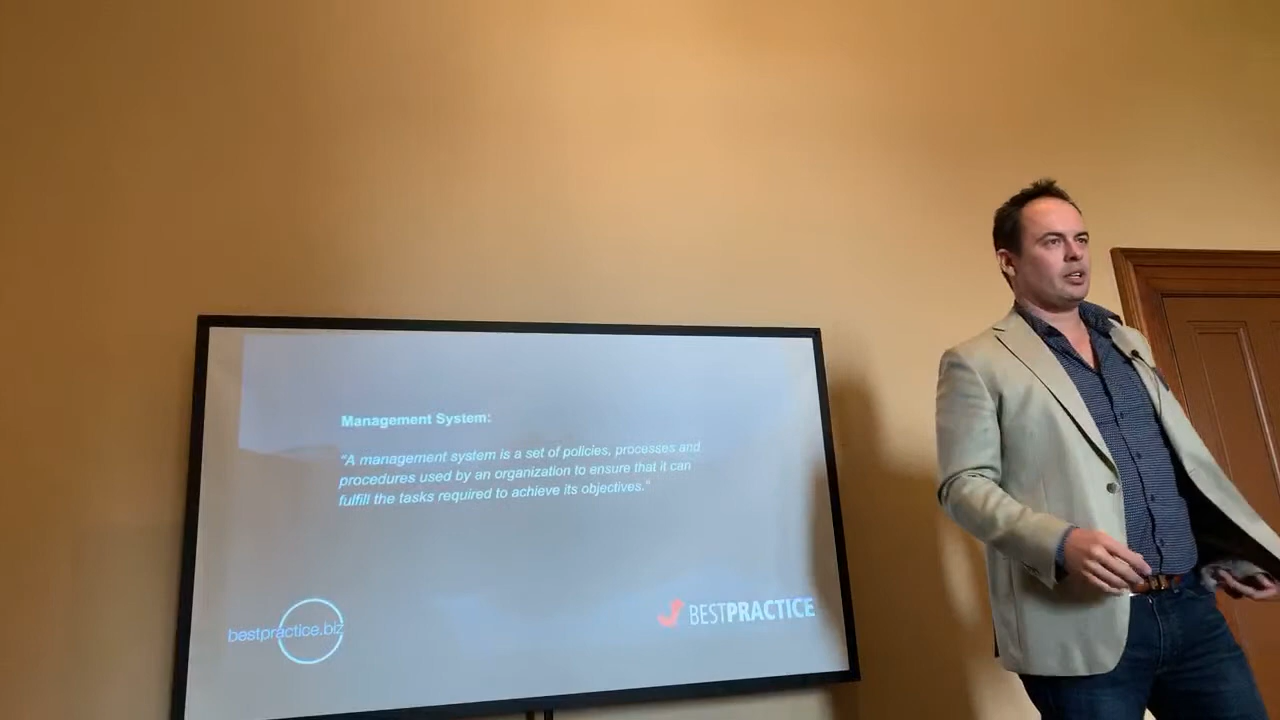 Management System:
“A management system is a set of policies, processes and
procedures used by an organization to ensure that it can
fulfill the tasks required to achieve its objectives.“
bestpractice.biz
BESTPRACTICE